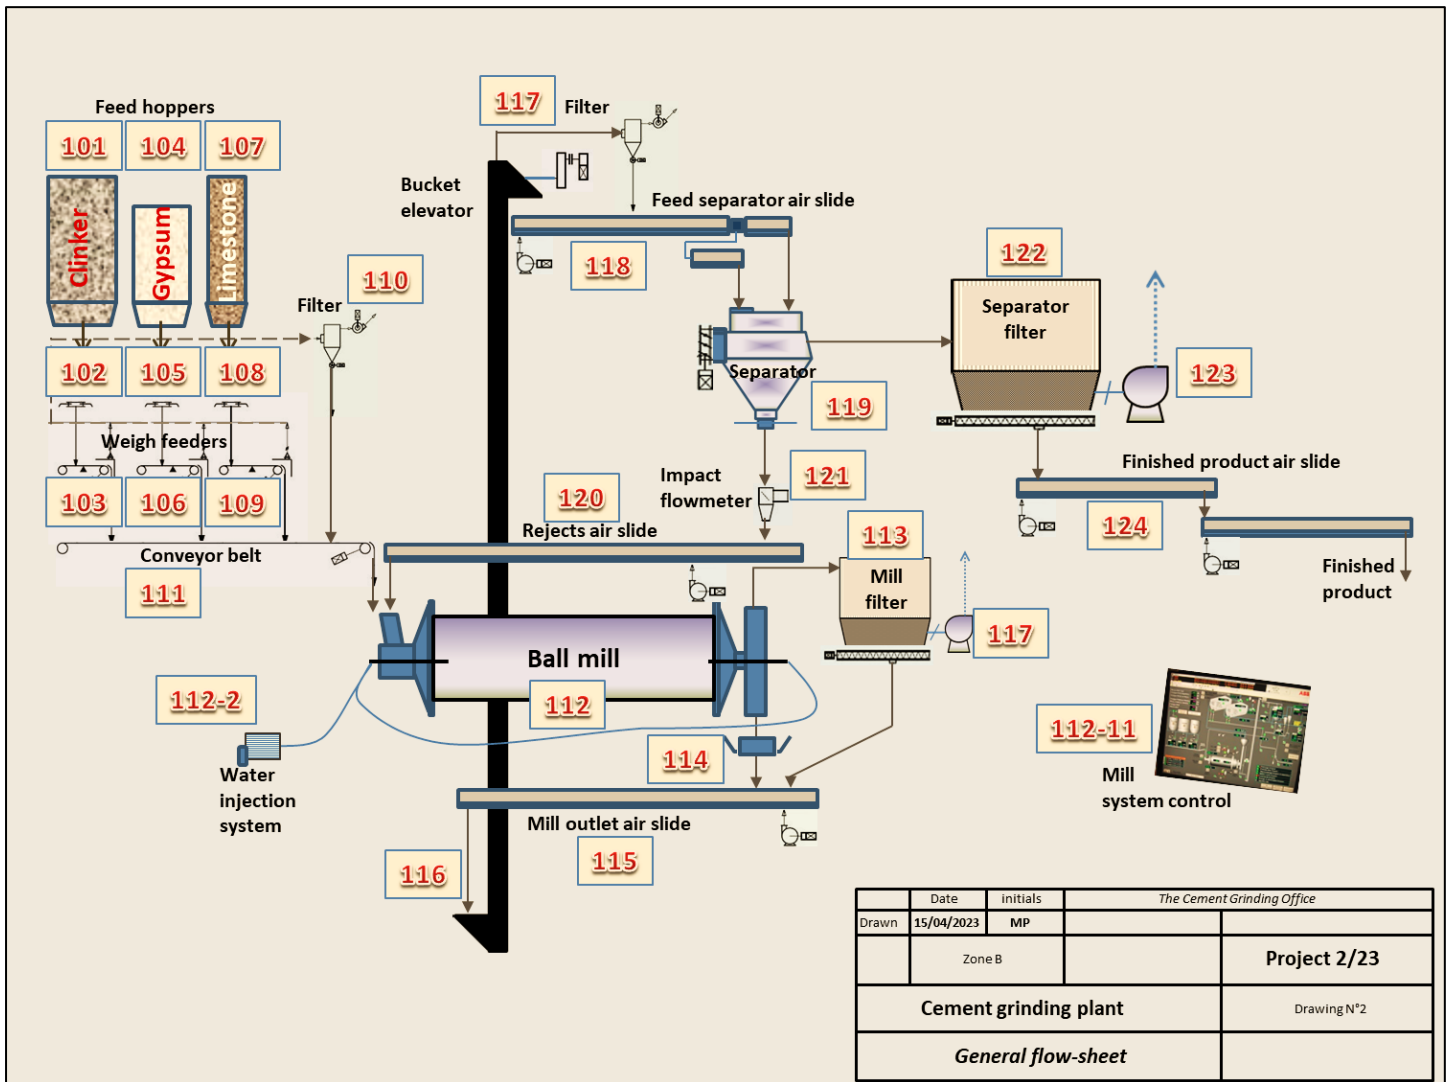 117
Filter
Feed hoppers
101
104
107
Clinker
Gypsum
Limestone
Bucket
elevator
Feed separator air slide
118
122
Separator
filter
110
Filter
102
105
108
Separator
123
119
Weigh feeders
103
106
109
Impact
flowmeter
121
Finished product air slide
120
Rejects air slide
124
113
Conveyor belt
111
Mill
filter
Finished
product
117
Ball mill
112
112-2
Water
injection
system
114
112-11
Mill
system control
Mill outlet air slide
115
116
Date
initials
The Cement Grinding Office
Drawn
15/04/2023
MP
Zone B
Project 2/23
Cement grinding plant
Drawing N°2
General flow-sheet